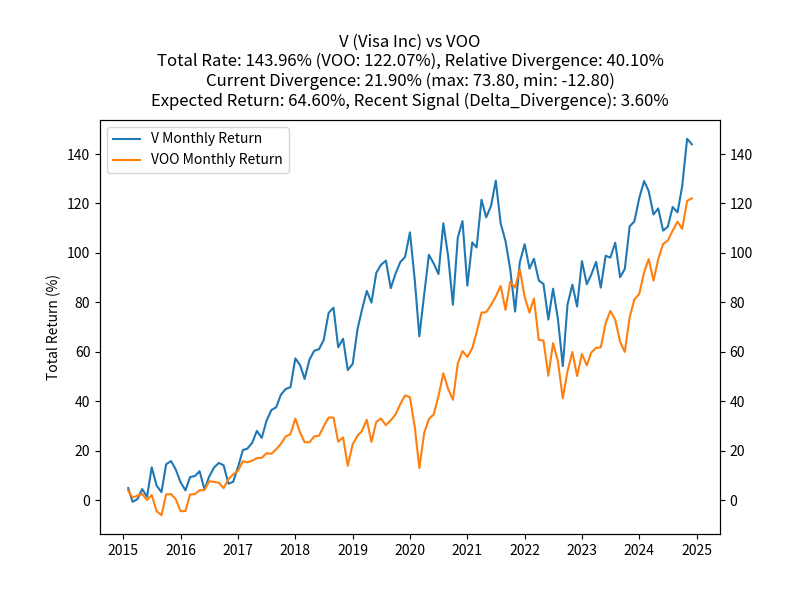 V (Visa Inc) vs VOO
Total Rate: 143.96% (VOO: 122.07%), Relative Divergence: 40.10%
Current Divergence: 21.90% (max: 73.80, min: -12.80)
Expected Return: 64.60%, Recent Signal (Delta_Divergence): 3.60%
V Monthly Return
VOO Monthly Return
Total Return (%)
140
120
100
80
60
40
20
0
140
120
100
80
60
40
20
0
2015 2016 2017 2018 2019 2020 2021 2022 2023 2024 2025